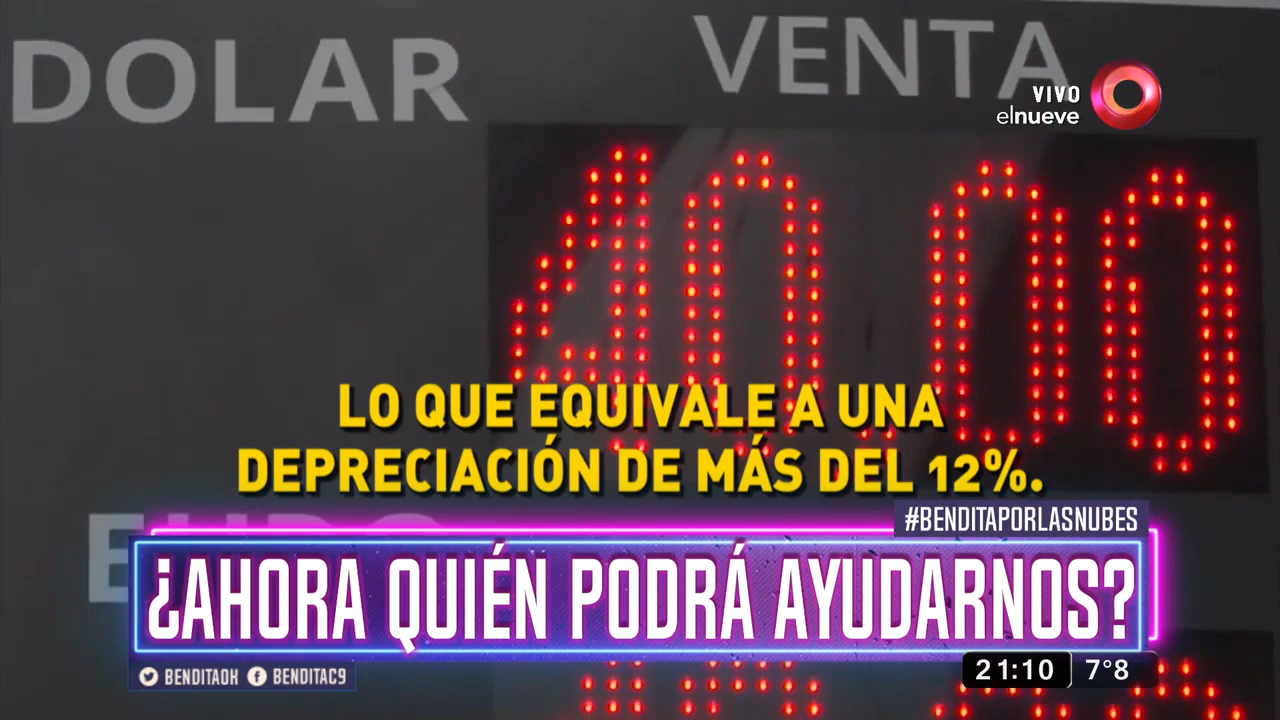 DOLAR
VENTA
VIVO
elnueve
40.00
LO QUE EQUIVALE A UNA
DEPRECIACIÓN DE MÁS DEL 12%.
#BENDITAPORLASNUBES
¿AHORA QUIÉN PODRÁ AYUDARNOS?
BENDITAOK BENDITAC9
21:10 7°8